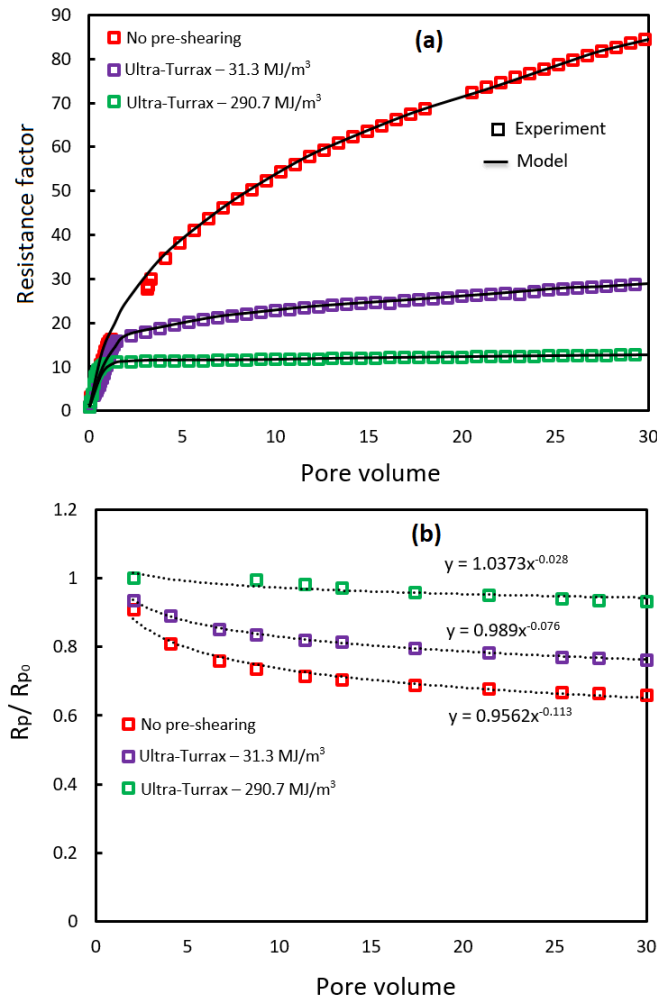 90
80
70
60
50
40
30
20
10
0
(a)
No pre-shearing
Ultra-Turrax – 31.3 MJ/m³
Ultra-Turrax – 290.7 MJ/m³
Experiment
Model
Resistance factor
0 5 10 15 20 25 30
Pore volume
1.2
1
0.8
0.6
0.4
0.2
0
(b)
y = 1.0373x⁻⁰·⁰²⁸
y = 0.989x⁻⁰·⁰⁷⁶
y = 0.9562x⁻⁰·¹¹³
No pre-shearing
Ultra-Turrax – 31.3 MJ/m³
Ultra-Turrax – 290.7 MJ/m³
Rp/ Rp₀
0 5 10 15 20 25 30
Pore volume